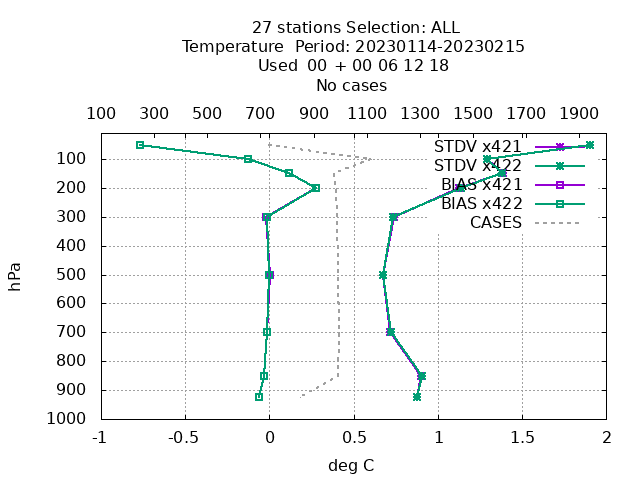 27 stations Selection: ALL
Temperature  Period: 20230114-20230215
Used  00  + 00 06 12 18
No cases
100 300 500 700 900 1100 1300 1500 1700 1900
STDV x421
STDV x422
BIAS x421
BIAS x422
CASES
100
200
300
400
500
600
700
800
900
1000
hPa
-1 -0.5 0 0.5 1 1.5 2
deg C